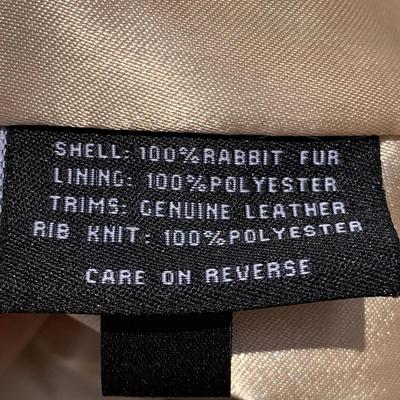 SHELL: 100% RABBIT FUR
LINING: 100% POLYESTER
TRIMS: GENUINE LEATHER
RIB KNIT: 100% POLYESTER
CARE ON REVERSE